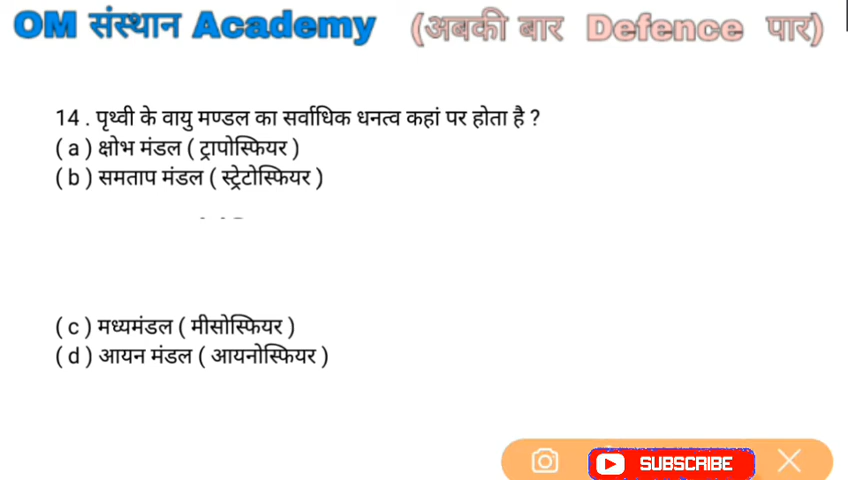 OM संस्थान Academy (अबकी बार Defence पार)
14 . पृथ्वी के वायु मण्डल का सर्वाधिक धनत्व कहां पर होता है ?
( a ) क्षोभ मंडल ( ट्रापोस्फियर )
( b ) समताप मंडल ( स्ट्रेटोस्फियर )
( c ) मध्यमंडल ( मीसोस्फियर )
( d ) आयन मंडल ( आयनोस्फियर )
SUBSCRIBE